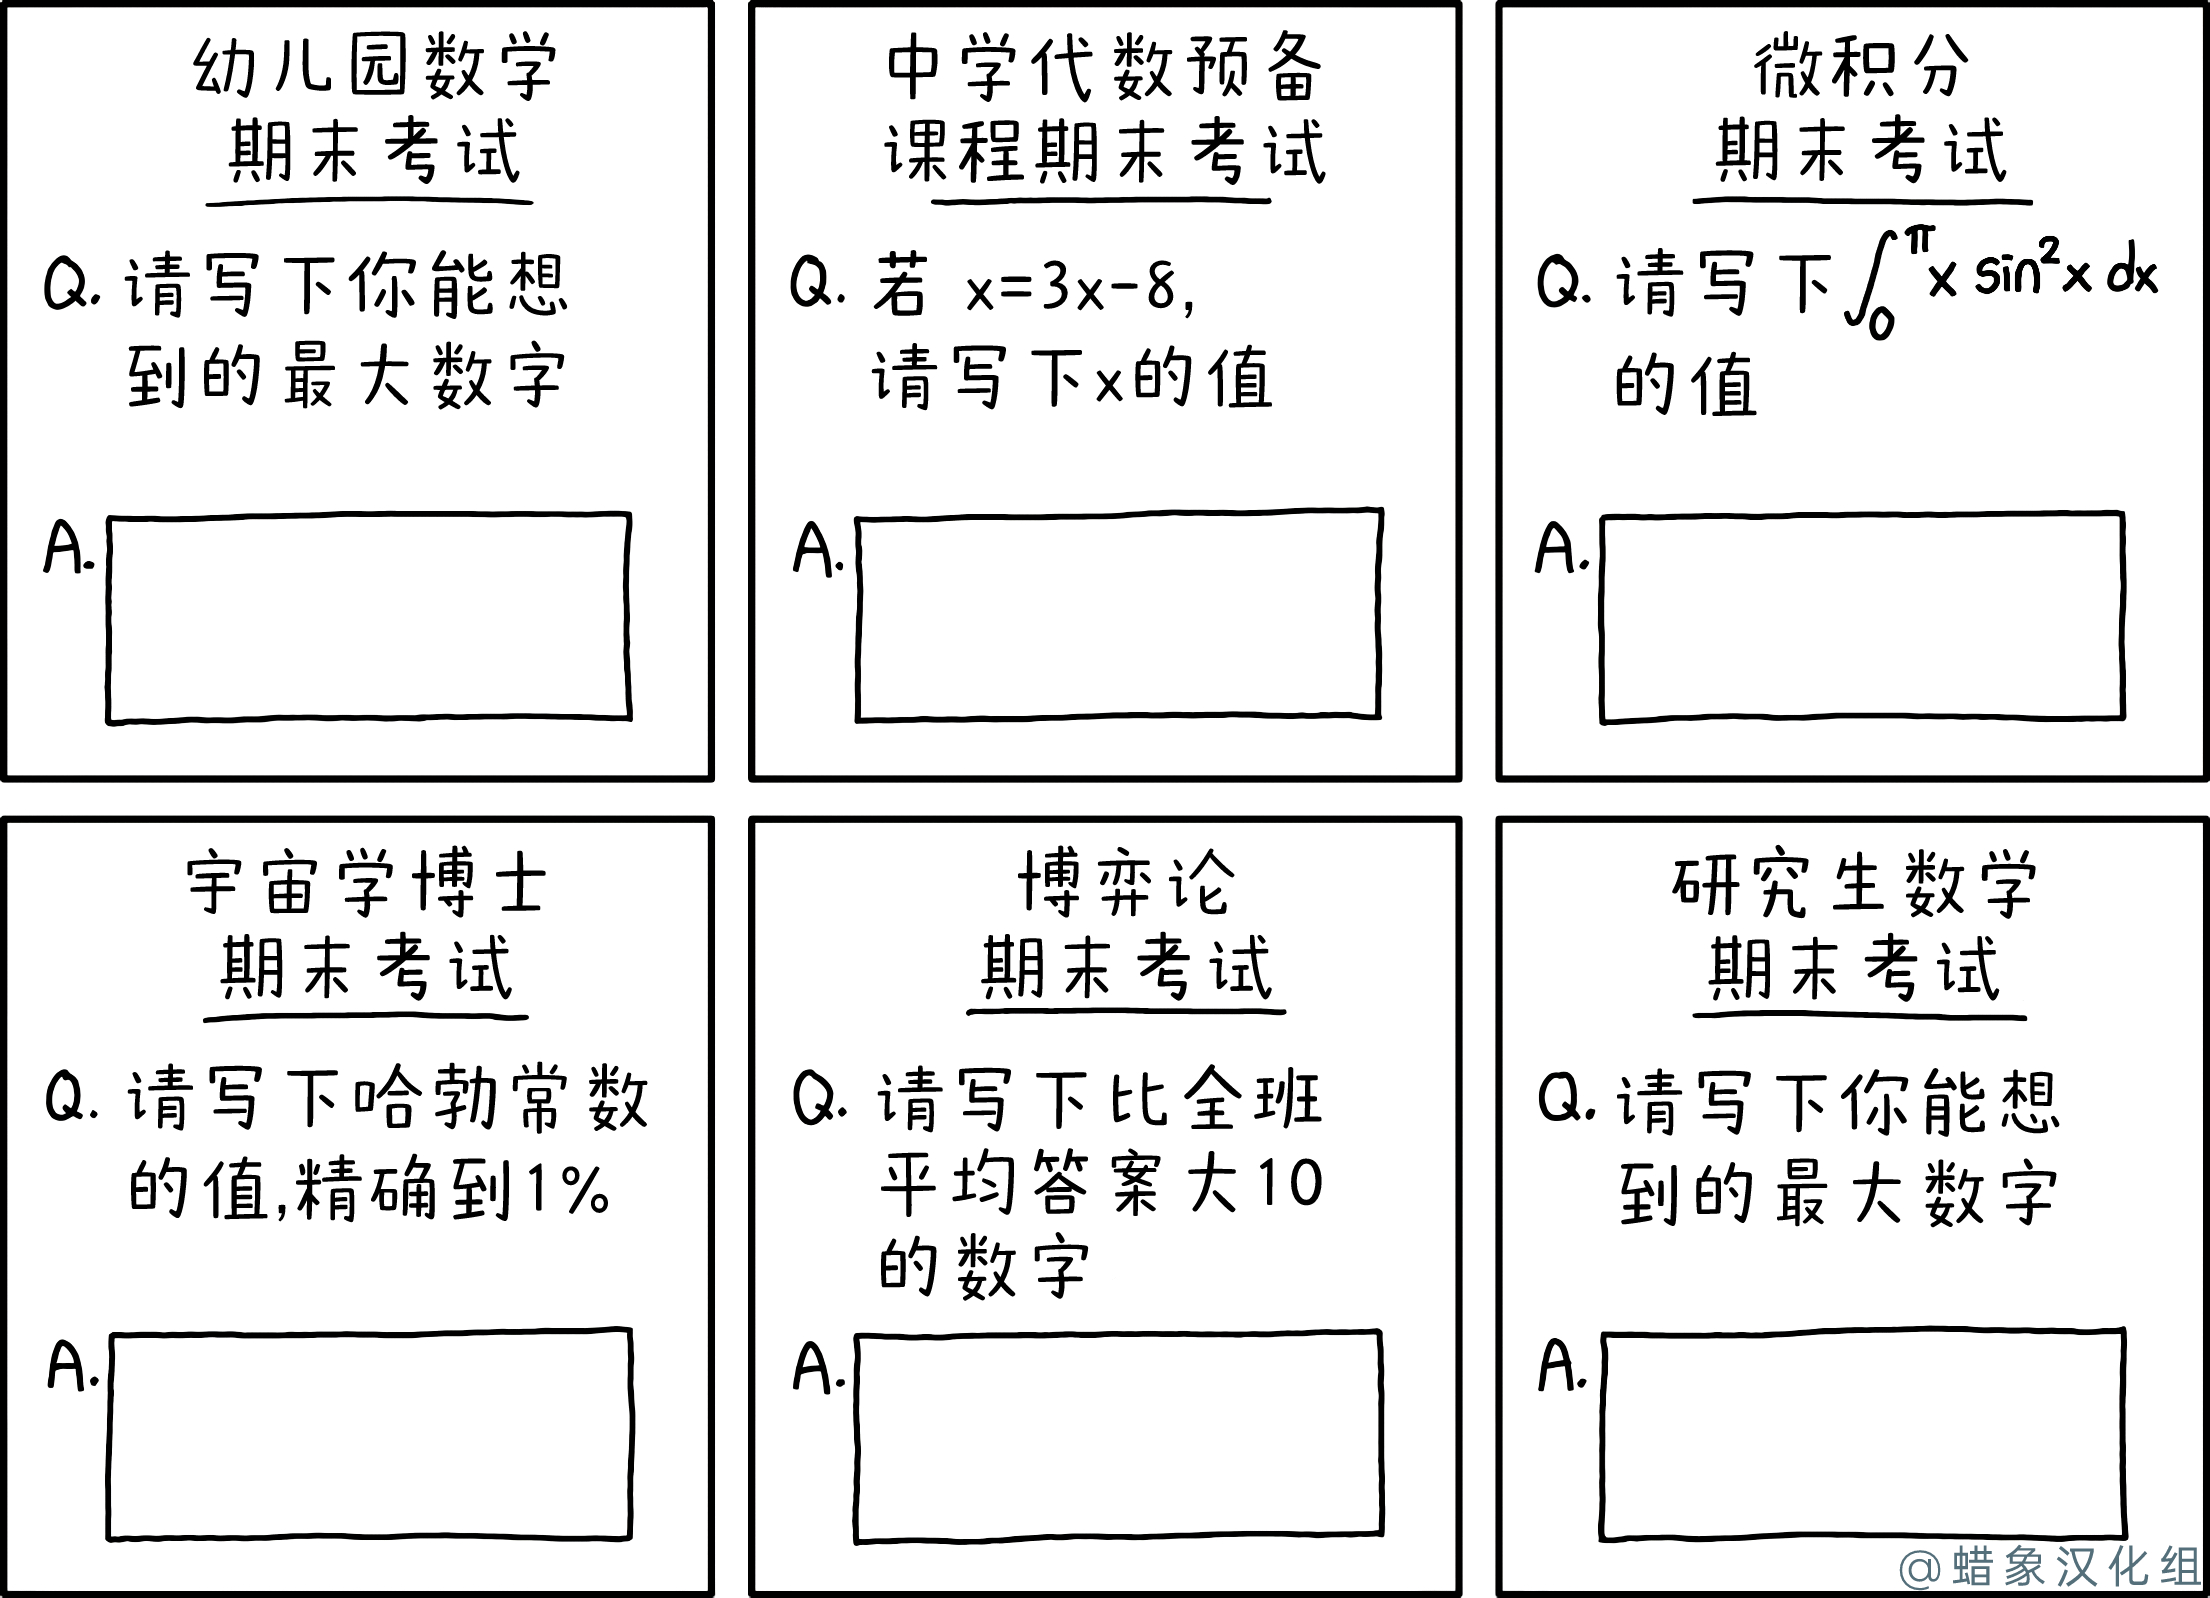 幼儿园数学
期末考试
Q. 请写下你能想
到的最大数字
A.
中学代数预备
课程期末考试
Q. 若 x=3x-8,
请写下x的值
A.
微积分
期末考试
Q. 请写下∫₀^π x sin²x dx
的值
A.
宇宙学博士
期末考试
Q. 请写下哈勃常数
的值,精确到1%
A.
博弈论
期末考试
Q. 请写下比全班
平均答案大10
的数字
A.
研究生数学
期末考试
Q. 请写下你能想
到的最大数字
A.
@蜡象汉化组